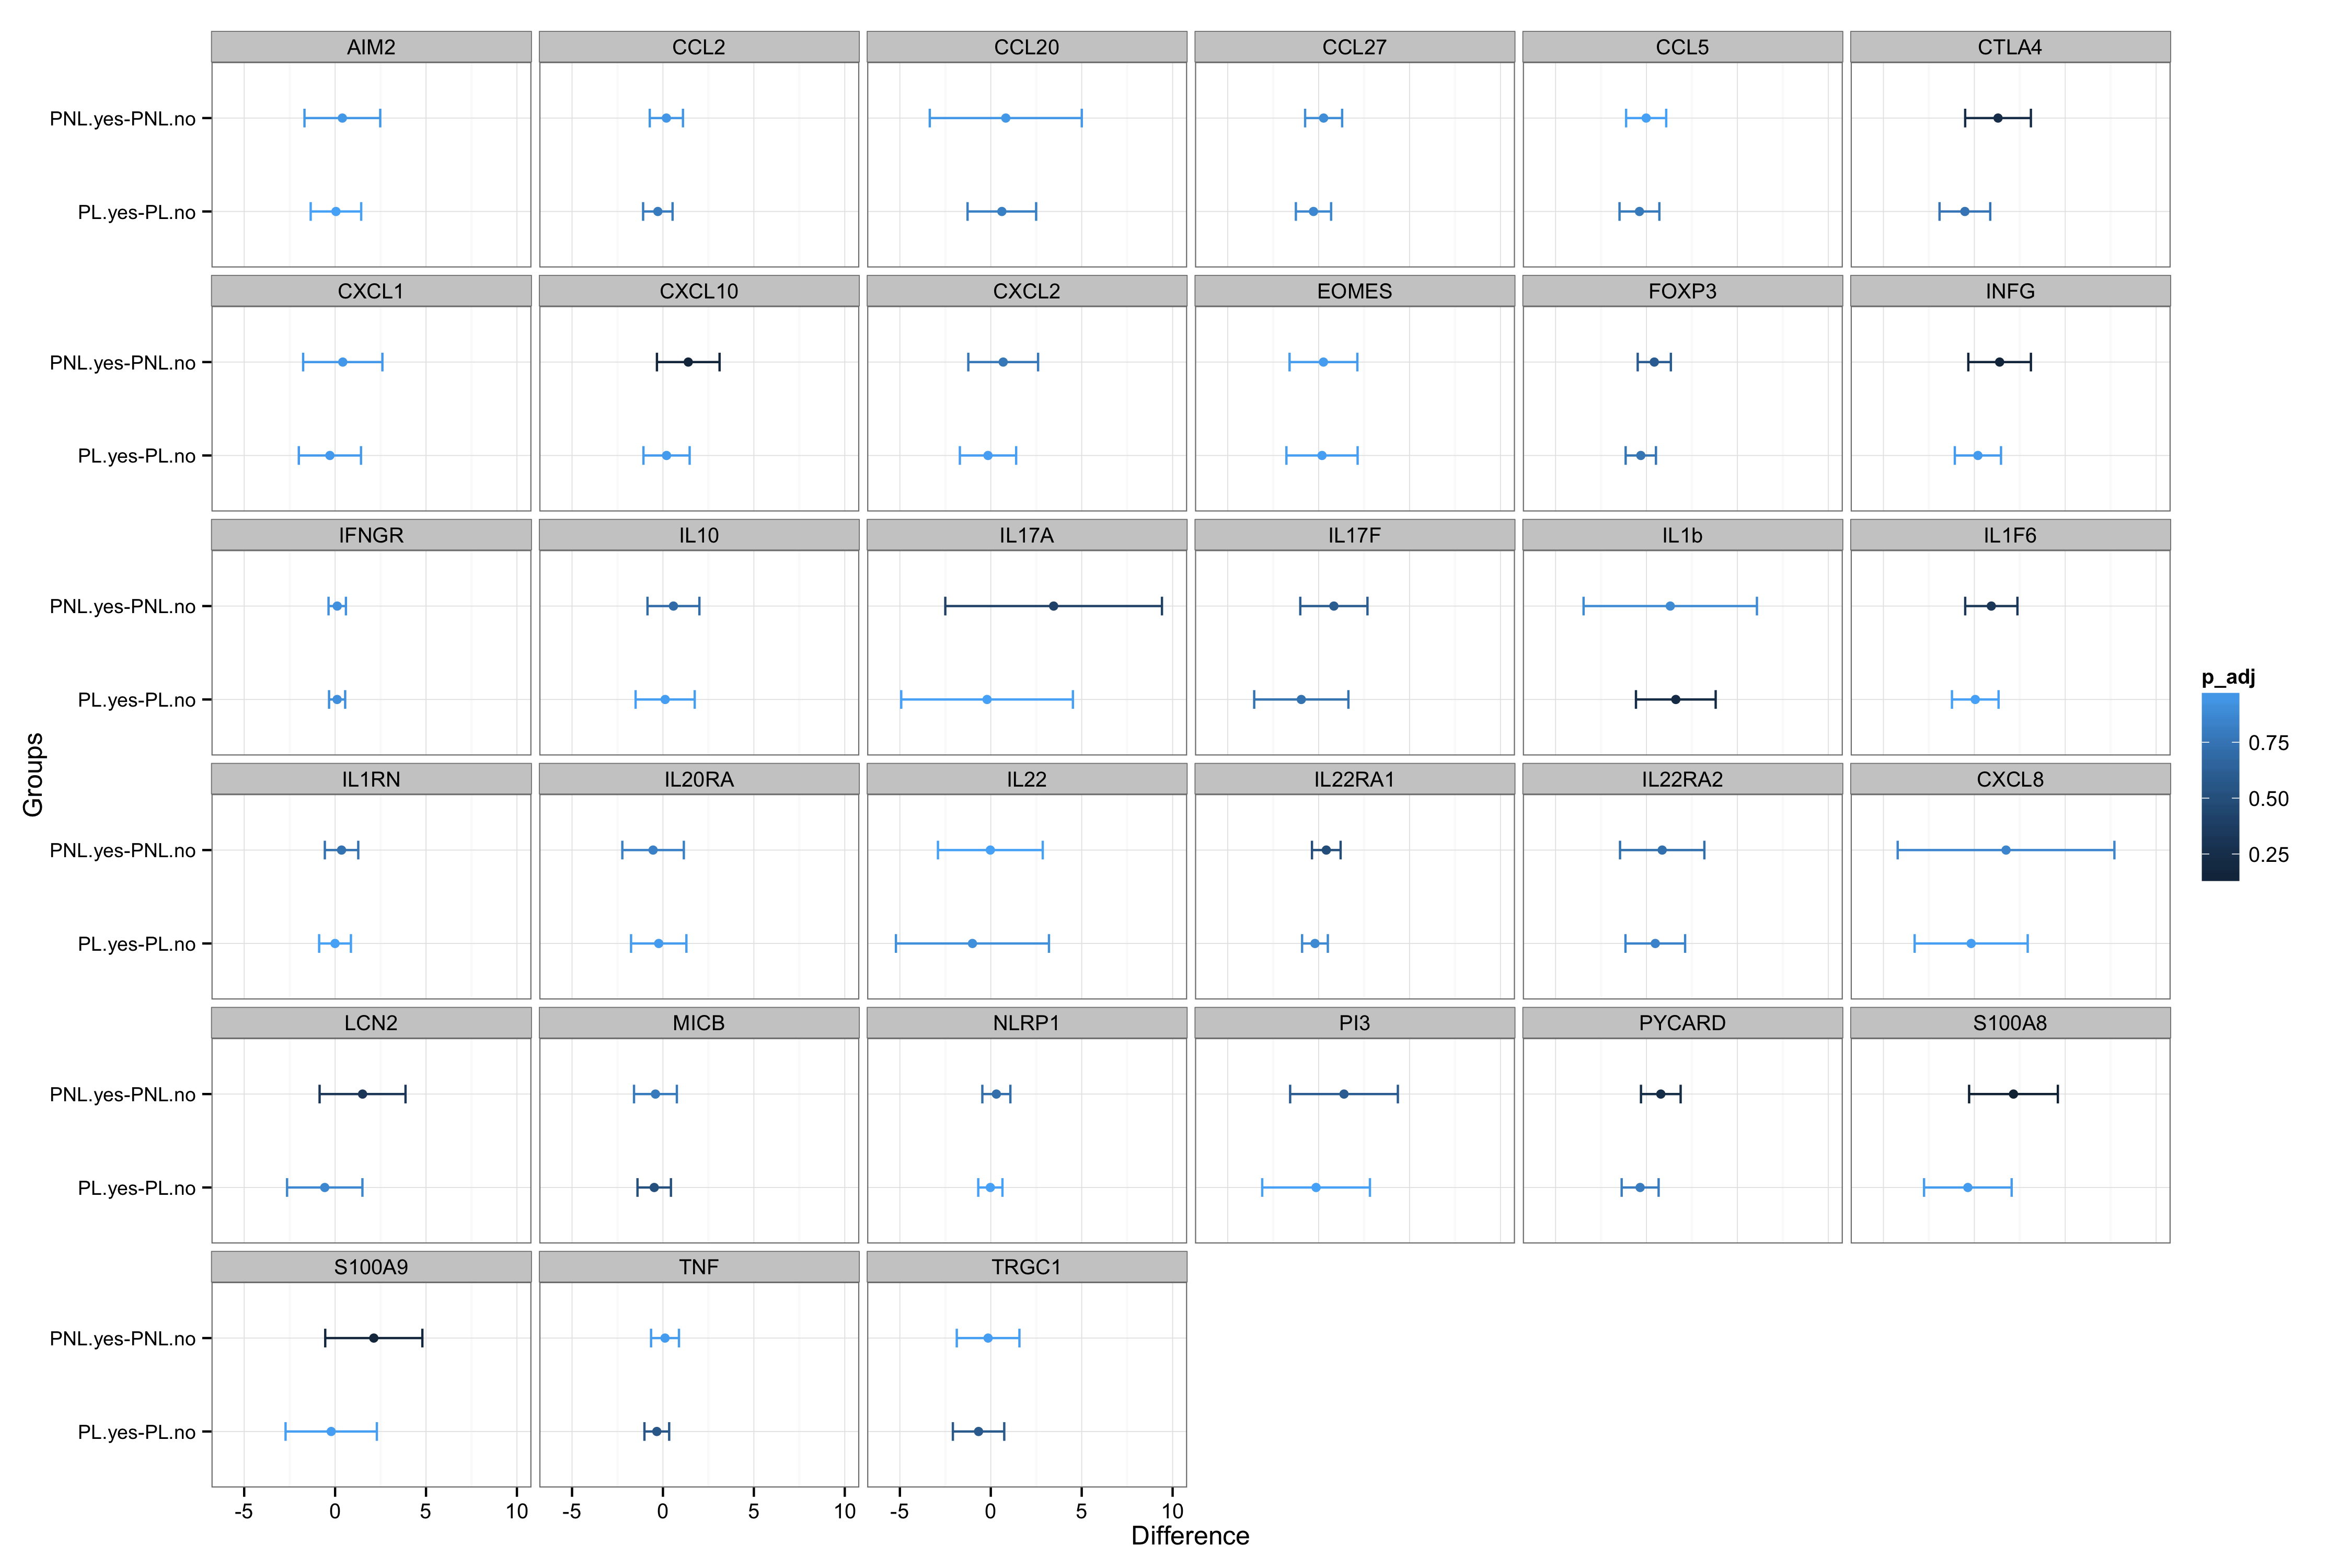 AIM2 CCL2 CCL20 CCL27 CCL5 CTLA4
PNL.yes-PNL.no
PL.yes-PL.no
CXCL1 CXCL10 CXCL2 EOMES FOXP3 INFG
PNL.yes-PNL.no
PL.yes-PL.no
IFNGR IL10 IL17A IL17F IL1b IL1F6
PNL.yes-PNL.no
PL.yes-PL.no
IL1RN IL20RA IL22 IL22RA1 IL22RA2 CXCL8
PNL.yes-PNL.no
PL.yes-PL.no
LCN2 MICB NLRP1 PI3 PYCARD S100A8
PNL.yes-PNL.no
PL.yes-PL.no
S100A9 TNF TRGC1
PNL.yes-PNL.no
PL.yes-PL.no
-5 0 5 10 -5 0 5 10 -5 0 5 10
Difference
Groups
p_adj
0.75
0.50
0.25